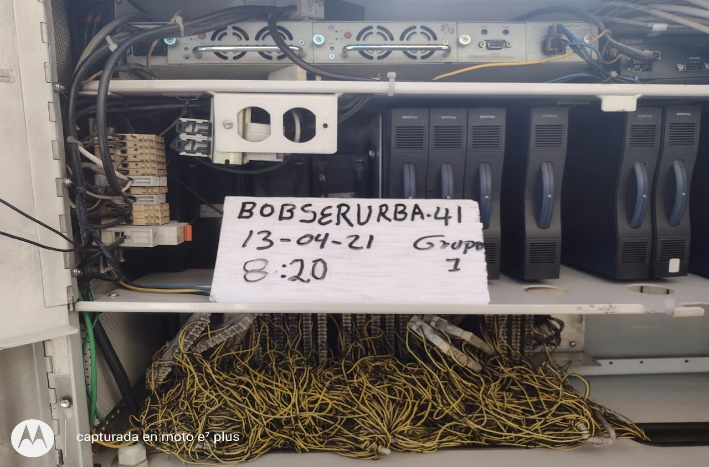 BOBSERURBA-41
13-04-21 Grupo
8:20 1
capturada en moto e⁷ plus